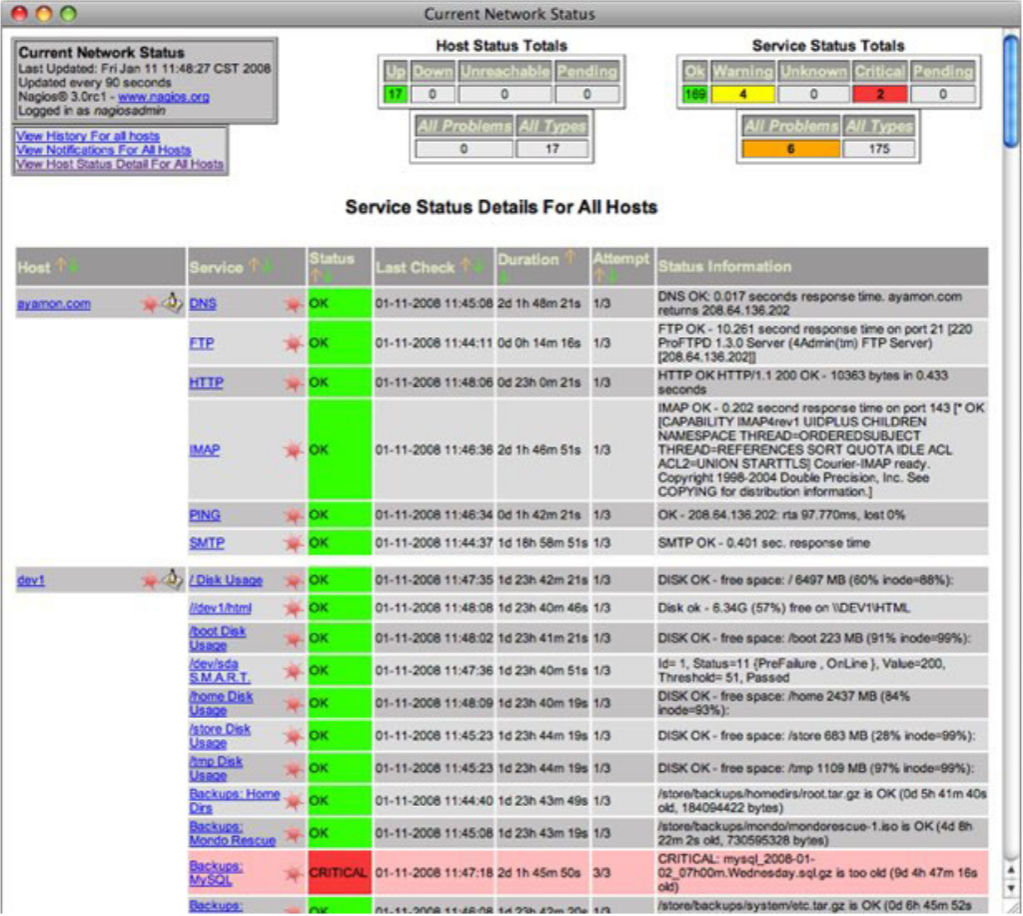 Current Network Status
Current Network Status
Last Updated: Fri Jan 11 11:48:27 CST 2008
Updated every 90 seconds
Nagios® 3.0rc1 - www.nagios.org
Logged in as nagiosadmin
View History For all hosts
View Notifications For All Hosts
View Host Status Detail For All Hosts
Host Status Totals
Up Down Unreachable Pending
17 0 0 0
All Problems All Types
0 17
Service Status Totals
Ok Warning Unknown Critical Pending
169 4 0 2 0
All Problems All Types
6 175
Service Status Details For All Hosts
Host Service Status Last Check Duration Attempt Status Information
ayamon.com DNS OK 01-11-2008 11:45:08 2d 1h 48m 21s 1/3 DNS OK: 0.017 seconds response time. ayamon.com
returns 208.64.136.202
FTP OK 01-11-2008 11:44:11 0d 0h 14m 16s 1/3 FTP OK - 10.261 second response time on port 21 [220
ProFTPD 1.3.0 Server (4Admin(tm) FTP Server)
[208.64.136.202]]
HTTP OK 01-11-2008 11:48:06 0d 23h 0m 21s 1/3 HTTP OK HTTP/1.1 200 OK - 10363 bytes in 0.433
seconds
IMAP OK 01-11-2008 11:46:36 2d 1h 46m 51s 1/3 IMAP OK - 0.202 second response time on port 143 [* OK
[CAPABILITY IMAP4rev1 UIDPLUS CHILDREN
NAMESPACE THREAD=ORDEREDSUBJECT
THREAD=REFERENCES SORT QUOTA IDLE ACL
ACL2=UNION STARTTLS] Courier-IMAP ready.
Copyright 1998-2004 Double Precision, Inc. See
COPYING for distribution information.]
PING OK 01-11-2008 11:46:34 0d 1h 42m 21s 1/3 OK - 208.64.136.202: rta 97.770ms, lost 0%
SMTP OK 01-11-2008 11:44:37 1d 18h 58m 51s 1/3 SMTP OK - 0.401 sec. response time
dev1 / Disk Usage OK 01-11-2008 11:47:35 1d 23h 42m 21s 1/3 DISK OK - free space: / 6497 MB (60% inode=88%):
//dev1/html OK 01-11-2008 11:48:08 1d 23h 40m 46s 1/3 Disk ok - 6.34G (57%) free on \\DEV1\HTML
/boot Disk
Usage OK 01-11-2008 11:48:02 1d 23h 41m 21s 1/3 DISK OK - free space: /boot 223 MB (91% inode=99%):
/dev/sda
S.M.A.R.T. OK 01-11-2008 11:47:36 1d 23h 40m 51s 1/3 Id= 1, Status=11 {PreFailure , OnLine }, Value=200,
Threshold= 51, Passed
/home Disk
Usage OK 01-11-2008 11:48:09 1d 23h 40m 19s 1/3 DISK OK - free space: /home 2437 MB (84%
inode=93%):
/store Disk
Usage OK 01-11-2008 11:45:23 1d 23h 44m 19s 1/3 DISK OK - free space: /store 683 MB (28% inode=99%):
/tmp Disk
Usage OK 01-11-2008 11:45:23 1d 23h 44m 19s 1/3 DISK OK - free space: /tmp 1109 MB (97% inode=99%):
Backups: Home
Dirs OK 01-11-2008 11:44:40 1d 23h 43m 49s 1/3 /store/backups/homedirs/root.tar.gz is OK (0d 5h 41m 40s
old, 184094422 bytes)
Backups:
Mondo Rescue OK 01-11-2008 11:45:08 1d 23h 43m 19s 1/3 /store/backups/mondo/mondorescue-1.iso is OK (4d 8h
22m 2s old, 730595328 bytes)
Backups:
MySQL CRITICAL 01-11-2008 11:47:18 2d 1h 45m 50s 3/3 CRITICAL: mysql_2008-01-
02_07h00m.Wednesday.sql.gz is too old (9d 4h 47m 16s
old)
Backups: OK 01-11-2008 11:46:08 1d 23h 42m 20s 1/3 /store/backups/system/etc.tar.gz is OK (0d 6h 45m 52s